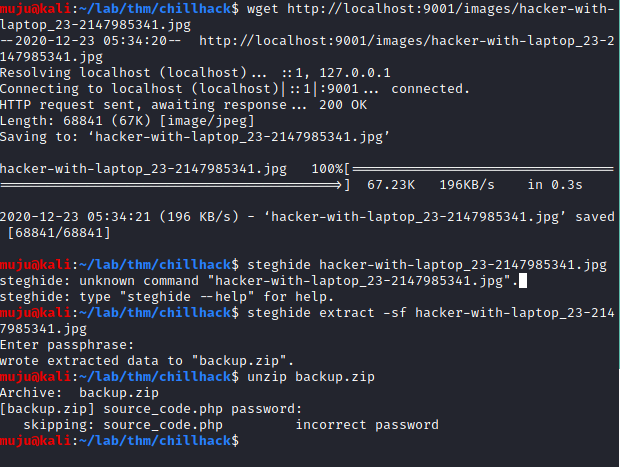 muju@kali:~/lab/thm/chillhack$ wget http://localhost:9001/images/hacker-with-
laptop_23-2147985341.jpg
--2020-12-23 05:34:20--  http://localhost:9001/images/hacker-with-laptop_23-2
147985341.jpg
Resolving localhost (localhost)... ::1, 127.0.0.1
Connecting to localhost (localhost)|::1|:9001... connected.
HTTP request sent, awaiting response... 200 OK
Length: 68841 (67K) [image/jpeg]
Saving to: ‘hacker-with-laptop_23-2147985341.jpg’
hacker-with-laptop_23-2147985341.jpg   100%[=================================
===========================================>]  67.23K   196KB/s    in 0.3s
2020-12-23 05:34:21 (196 KB/s) - ‘hacker-with-laptop_23-2147985341.jpg’ saved
[68841/68841]
muju@kali:~/lab/thm/chillhack$ steghide hacker-with-laptop_23-2147985341.jpg
steghide: unknown command "hacker-with-laptop_23-2147985341.jpg".
steghide: type "steghide --help" for help.
muju@kali:~/lab/thm/chillhack$ steghide extract -sf hacker-with-laptop_23-214
7985341.jpg
Enter passphrase:
wrote extracted data to "backup.zip".
muju@kali:~/lab/thm/chillhack$ unzip backup.zip
Archive:  backup.zip
[backup.zip] source_code.php password:
   skipping: source_code.php         incorrect password
muju@kali:~/lab/thm/chillhack$